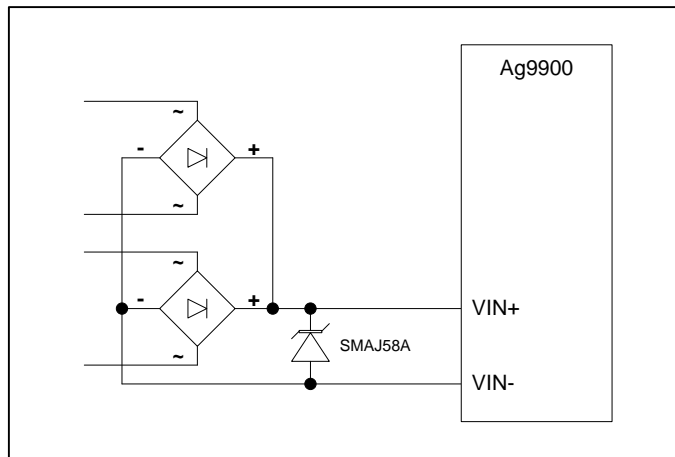 Ag9900
~
- +
~
~
- +
VIN+
SMAJ58A
~
VIN-